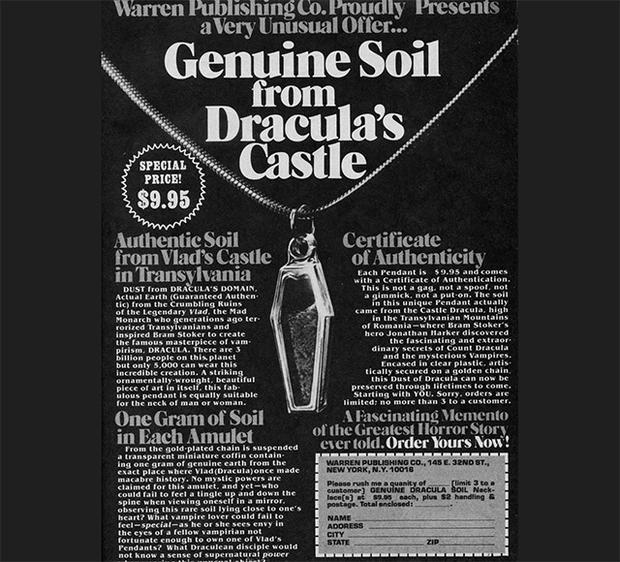 Warren Publishing Co. Proudly Presents
a Very Unusual Offer...
Genuine Soil
from
Dracula's
Castle
SPECIAL
PRICE!
$9.95
Authentic Soil
from Vlad's Castle
in Transylvania
DUST from DRACULA'S DOMAIN,
Actual Earth (Guaranteed Authen-
tic) from the Crumbling Ruins
of the Legendary Vlad, the Mad
Monarch who generations ago ter-
rorized Transylvanians and
inspired Bram Stoker to create
the famous masterpiece of vam-
pirism, DRACULA. There are 3
billion people on this planet
but only 5,000 can wear this
incredible creation. A striking
ornamentally-wrought, beautiful
piece of art in itself, this fab-
ulous pendant is equally suitable
for the neck of man or woman.
One Gram of Soil
in Each Amulet
From the gold-plated chain is suspended
a transparent miniature coffin contain-
ing one gram of genuine earth from the
exact place where Vlad(Dracula)once made
macabre history. No mystic powers are
claimed for this amulet, and yet—who
could fail to feel a tingle up and down the
spine when viewing oneself in a mirror,
observing this rare soil lying close to one's
heart? What vampire lover could fail to
feel—special—as he or she sees envy in
the eyes of a fellow vampirian not
fortunate enough to own one of Vlad's
Pendants? What Draculean disciple would
not know a sense of supernatural power
Certificate
of Authenticity
Each Pendant is $9.95 and comes
with a Certificate of Authentication.
This is not a gag, not a spoof, not
a gimmick, not a put-on. The soil
in this unique Pendant actually
came from the Castle Dracula, high
in the Transylvanian Mountains
of Romania—where Bram Stoker's
hero Jonathan Harker discovered
the fascinating and extraor-
dinary secrets of Count Dracula
and the mysterious Vampires.
Encased in clear plastic, artis-
tically secured on a golden chain,
this Dust of Dracula can now be
preserved through lifetimes to come.
Starting with YOU. Sorry, orders are
limited; no more than 3 to a customer.
A Fascinating Memento
of the Greatest Horror Story
ever told. Order Yours Now!
WARREN PUBLISHING CO., 145 E. 32ND ST.,
NEW YORK, N.Y. 10016
Please rush me a quanity of [limit 3 to a
customer] GENUINE DRACULA SOIL Neck-
lace[s] at $9.95 each, plus $2 handling &
postage. Total enclosed:
NAME
ADDRESS
CITY
STATE ZIP